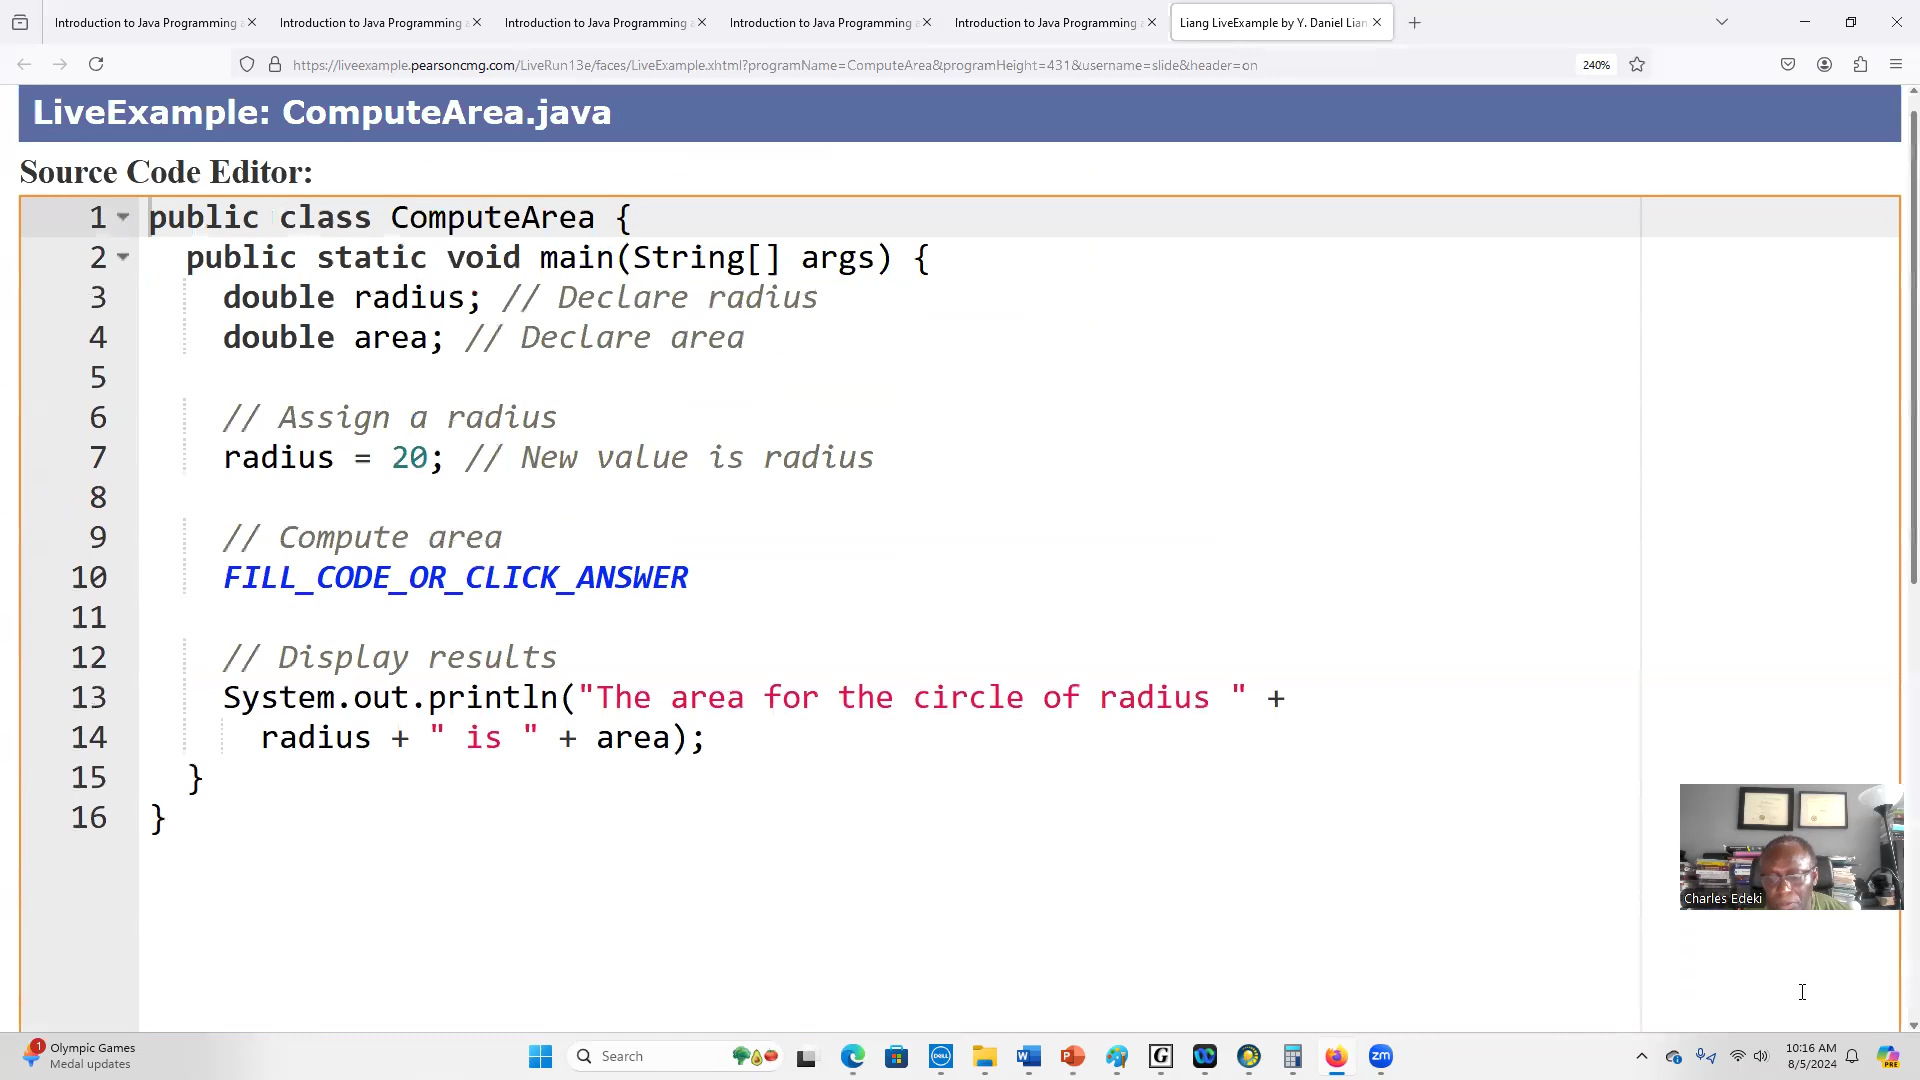 Introduction to Java Programming a
Introduction to Java Programming a
Introduction to Java Programming a
Introduction to Java Programming a
Introduction to Java Programming a
Liang LiveExample by Y. Daniel Lian
https://liveexample.pearsoncmg.com/LiveRun13e/faces/LiveExample.xhtml?programName=ComputeArea&programHeight=431&username=slide&header=on
240%
LiveExample: ComputeArea.java
Source Code Editor:
1 public class ComputeArea {
2 public static void main(String[] args) {
3 double radius; // Declare radius
4 double area; // Declare area
5
6 // Assign a radius
7 radius = 20; // New value is radius
8
9 // Compute area
10 FILL_CODE_OR_CLICK_ANSWER
11
12 // Display results
13 System.out.println("The area for the circle of radius " +
14 radius + " is " + area);
15 }
16 }
Charles Edeki
1
Olympic Games
Medal updates
Search
DELL
G
zm
10:16 AM
8/5/2024
PRE